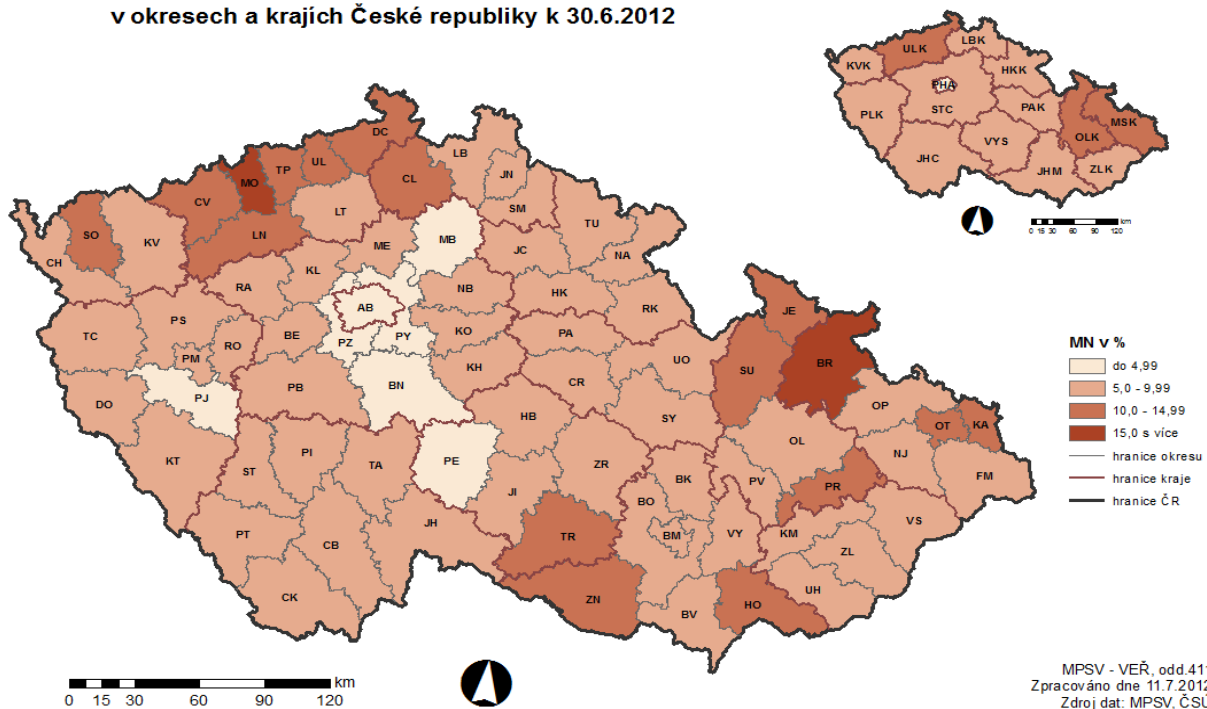 v okresech a krajích České republiky k 30.6.2012
ULK
LBK
KVK
HKK
PHA
PAK
STC
PLK
MSK
OLK
VYS
JHC
JHM
ZLK
km
0 15 30 60 90 120
DC
LB
UL
TP
MO
JN
CL
CV
LT
SM
TU
SO
KV
LN
MB
ME
JC
NA
CH
KL
RA
NB
HK
AB
RK
JE
TC
PS
BE
PZ
PY
KO
PA
RO
PM
UO
SU
BR
KH
BN
PB
CR
PJ
DO
OP
HB
SY
OT
KA
OL
KT
ST
PI
TA
PE
ZR
NJ
FM
BK
PV
PR
JI
BO
VS
JH
PT
TR
BM
VY
KM
CB
ZL
UH
CK
ZN
BV
HO
MN v %
do 4,99
5,0 - 9,99
10,0 - 14,99
15,0 s více
hranice okresu
hranice kraje
hranice ČR
km
0 15 30 60 90 120
MPSV - VEŘ, odd.411
Zpracováno dne 11.7.2012
Zdroj dat: MPSV, ČSÚ